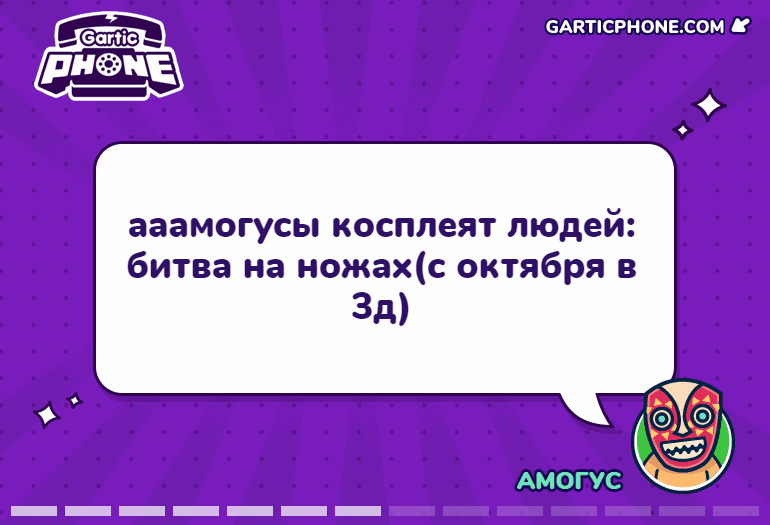 Gartic
PHONE
GARTICPHONE.COM
ааамогусы косплеят людей:
битва на ножах(с октября в
3д)
АМОГУС